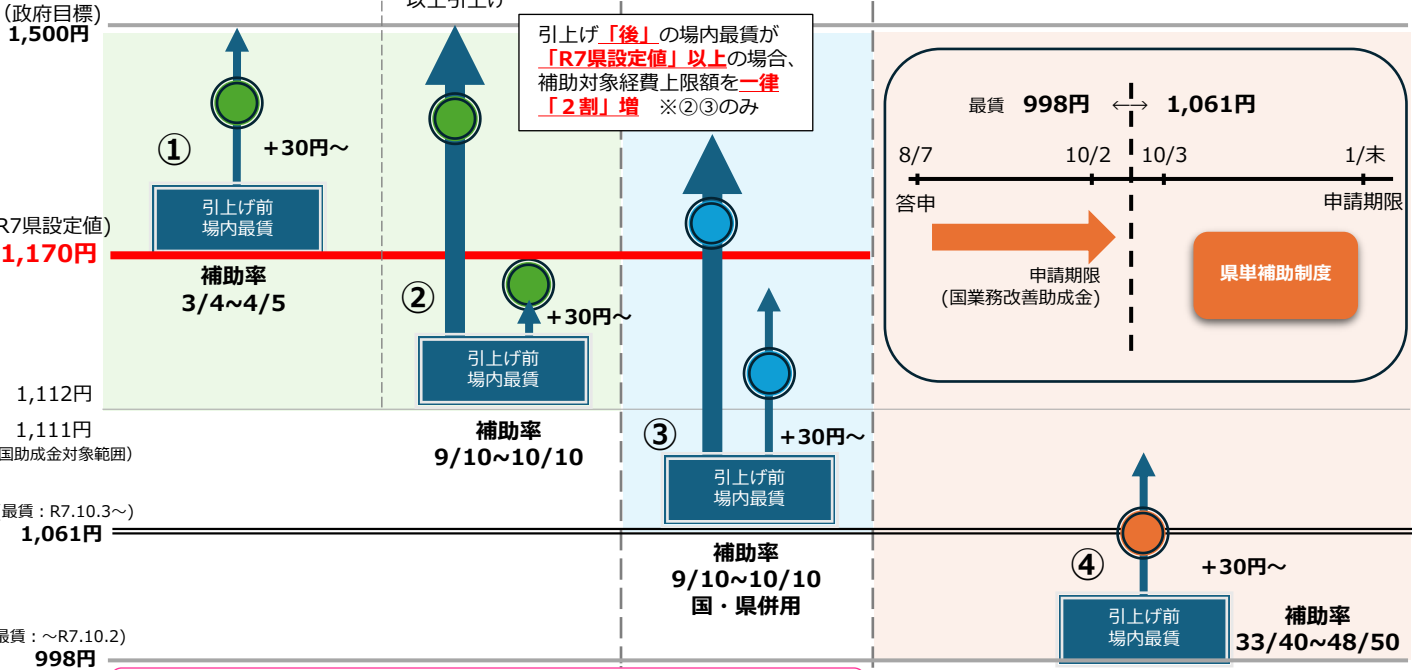 (政府目標)
1,500円
以上引上げ
引上げ「後」の場内最賃が
「R7県設定値」以上の場合、
補助対象経費上限額を一律
「２割」増　※②③のみ
①
+30円～
引上げ前
場内最賃
R7県設定値)
1,170円
補助率
3/4~4/5
②
+30円～
引上げ前
場内最賃
1,112円
1,111円
国助成金対象範囲)
補助率
9/10~10/10
③
+30円～
引上げ前
場内最賃
最賃：R7.10.3～)
1,061円
補助率
9/10~10/10
国・県併用
最賃　998円　←→　1,061円
8/7
10/2
10/3
1/末
答申
申請期限
申請期限
(国業務改善助成金)
県単補助制度
④
+30円～
引上げ前
場内最賃
補助率
33/40~48/50
最賃：～R7.10.2)
998円